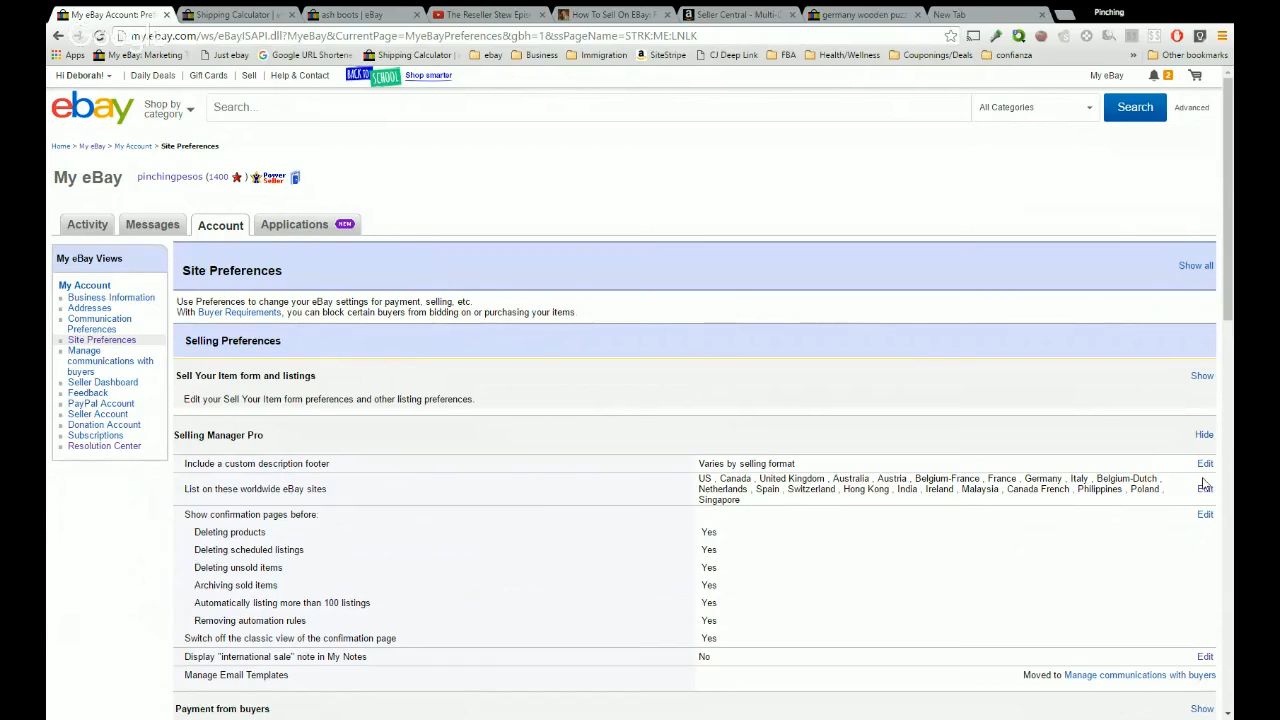 My eBay Account: Pref
Shipping Calculator | e
ash boots | eBay
The Reseller Stew Epis
How To Sell On eBay: F
Seller Central - Multi-C
germany wooden puz
New Tab
Pinching
my.ebay.com/ws/eBayISAPI.dll?MyeBay&CurrentPage=MyeBayPreferences&gbh=1&ssPageName=STRK:ME:LNLK
Apps My eBay: Marketing Just ebay Google URL Shorten Shipping Calculator | ebay Business Immigration SiteStripe CJ Deep Li FBA Health/Wellness Coupons/Deals confianza » Other bookmarks
Hi Deborah! Daily Deals Gift Cards Sell Help & Contact BACK TO SCHOOL Shop smarter My eBay 2
ebay Shop by category Search... All Categories Search Advanced
Home > My eBay > My Account > Site Preferences
My eBay pinchingpesos (1400 ) Power Seller
Activity Messages Account Applications NEW
My eBay Views
My Account
Business Information
Addresses
Communication
Preferences
Site Preferences
Manage
communications with
buyers
Seller Dashboard
Feedback
PayPal Account
Seller Account
Donation Account
Subscriptions
Resolution Center
Site Preferences Show all
Use Preferences to change your eBay settings for payment, selling, etc.
With Buyer Requirements, you can block certain buyers from bidding on or purchasing your items.
Selling Preferences
Sell Your Item form and listings Show
Edit your Sell Your Item form preferences and other listing preferences.
Selling Manager Pro Hide
Include a custom description footer Varies by selling format Edit
List on these worldwide eBay sites US , Canada , United Kingdom , Australia , Austria , Belgium-France , France , Germany , Italy , Belgium-Dutch ,
Netherlands , Spain , Switzerland , Hong Kong , India , Ireland , Malaysia , Canada French , Philippines , Poland , Edit
Singapore
Show confirmation pages before: Edit
Deleting products Yes
Deleting scheduled listings Yes
Deleting unsold items Yes
Archiving sold items Yes
Automatically listing more than 100 listings Yes
Removing automation rules Yes
Switch off the classic view of the confirmation page Yes
Display "international sale" note in My Notes No Edit
Manage Email Templates Moved to Manage communications with buyers
Payment from buyers Show